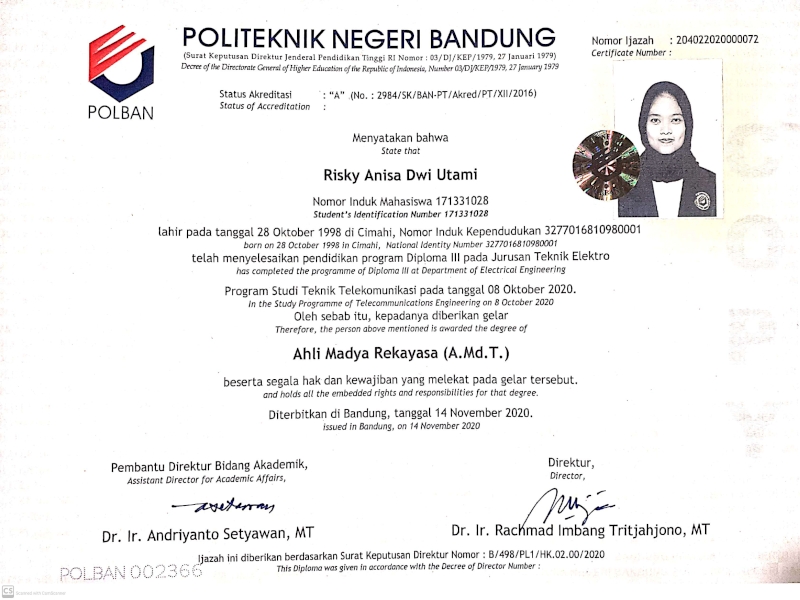 POLBAN
POLITEKNIK NEGERI BANDUNG
(Surat Keputusan Direktur Jenderal Pendidikan Tinggi RI Nomor : 03/DJ/KEP/1979, 27 Januari 1979)
Decree of the Directorate General of Higher Education of the Republic of Indonesia, Number 03/DJ/KEP/1979, 27 January 1979
Nomor Ijazah : 204022020000072
Certificate Number :
Status Akreditasi : “A” (No. : 2984/SK/BAN-PT/Akred/PT/XII/2016)
Status of Accreditation :
Menyatakan bahwa
State that
Risky Anisa Dwi Utami
Nomor Induk Mahasiswa 171331028
Student's Identification Number 171331028
lahir pada tanggal 28 Oktober 1998 di Cimahi, Nomor Induk Kependudukan 3277016810980001
born on 28 October 1998 in Cimahi, National Identity Number 3277016810980001
telah menyelesaikan pendidikan program Diploma III pada Jurusan Teknik Elektro
has completed the programme of Diploma III at Department of Electrical Engineering
Program Studi Teknik Telekomunikasi pada tanggal 08 Oktober 2020.
in the Study Programme of Telecommunications Engineering on 8 October 2020
Oleh sebab itu, kepadanya diberikan gelar
Therefore, the person above mentioned is awarded the degree of
Ahli Madya Rekayasa (A.Md.T.)
beserta segala hak dan kewajiban yang melekat pada gelar tersebut.
and holds all the embedded rights and responsibilities for that degree.
Diterbitkan di Bandung, tanggal 14 November 2020.
issued in Bandung, on 14 November 2020
Pembantu Direktur Bidang Akademik,
Assistant Director for Academic Affairs,
Dr. Ir. Andriyanto Setyawan, MT
Direktur,
Director,
Dr. Ir. Rachmad Imbang Tritjahjono, MT
Ijazah ini diberikan berdasarkan Surat Keputusan Direktur Nomor : B/498/PL1/HK.02.00/2020
This Diploma was given in accordance with the Decree of Director Number :
POLBAN 002366
CS Scanned with CamScanner